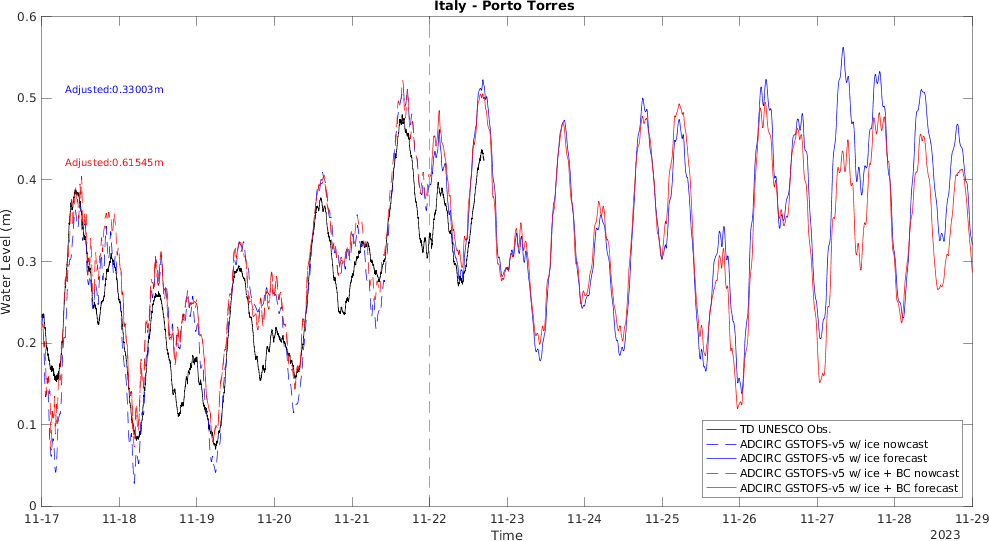 Italy - Porto Torres
Water Level (m)
0.6
0.5
0.4
0.3
0.2
0.1
0
Adjusted:0.33003m
Adjusted:0.61545m
TD UNESCO Obs.
ADCIRC GSTOFS-v5 w/ ice nowcast
ADCIRC GSTOFS-v5 w/ ice forecast
ADCIRC GSTOFS-v5 w/ ice + BC nowcast
ADCIRC GSTOFS-v5 w/ ice + BC forecast
11-17 11-18 11-19 11-20 11-21 11-22 11-23 11-24 11-25 11-26 11-27 11-28 11-29
Time
2023